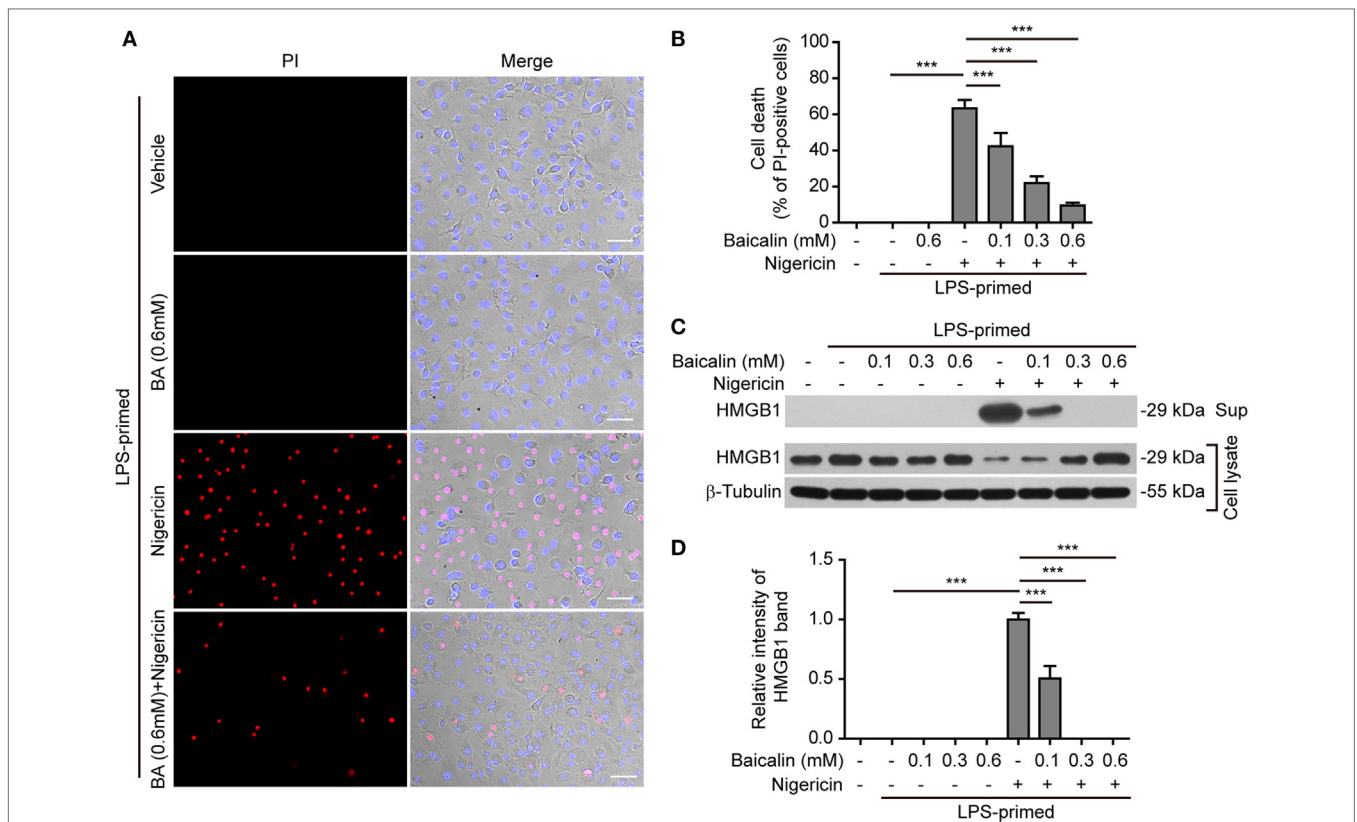 A
PI Merge
LPS-primed
Vehicle
BA (0.6mM)
Nigericin
BA (0.6mM)+Nigericin
B
*** 
***
*** ***
Cell death
(% of PI-positive cells)
100
80
60
40
20
0
Baicalin (mM) - - 0.6 - 0.1 0.3 0.6
Nigericin - - - + + + +
LPS-primed
C
LPS-primed
Baicalin (mM) - - 0.1 0.3 0.6 - 0.1 0.3 0.6
Nigericin - - - - - + + + +
HMGB1 -29 kDa Sup
HMGB1 -29 kDa
β-Tubulin -55 kDa
Cell lysate
D
***
***
*** ***
Relative intensity of
HMGB1 band
1.5
1.0
0.5
0.0
Baicalin (mM) - - 0.1 0.3 0.6 - 0.1 0.3 0.6
Nigericin - - - - - + + + +
LPS-primed